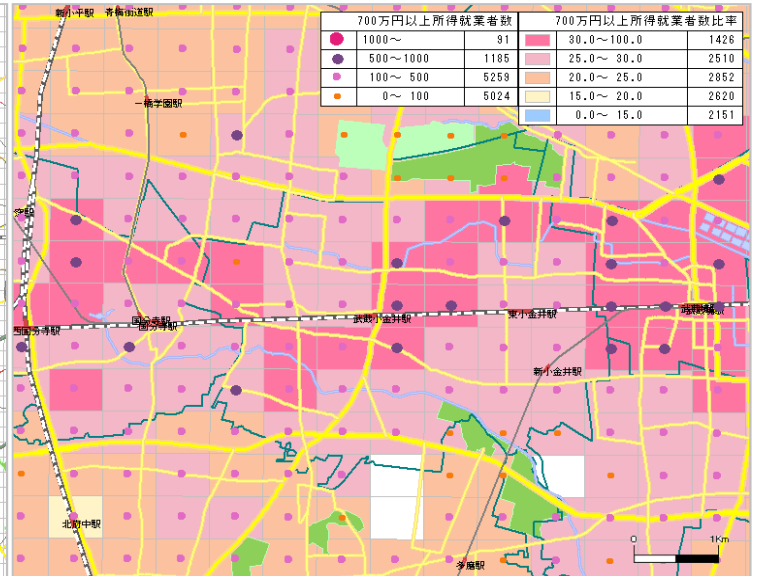 新小平駅 青梅街道駅
700万円以上所得就業者数
1000～ 91
500～1000 1185
100～ 500 5259
0～ 100 5024
700万円以上所得就業者数比率
30.0～100.0 1426
25.0～ 30.0 2510
20.0～ 25.0 2852
15.0～ 20.0 2620
0.0～ 15.0 2151
一橋学園駅
国分寺駅
国分寺駅
西国分寺駅
武蔵小金井駅
東小金井駅
新小金井駅
北府中駅
多磨駅
0 1Km